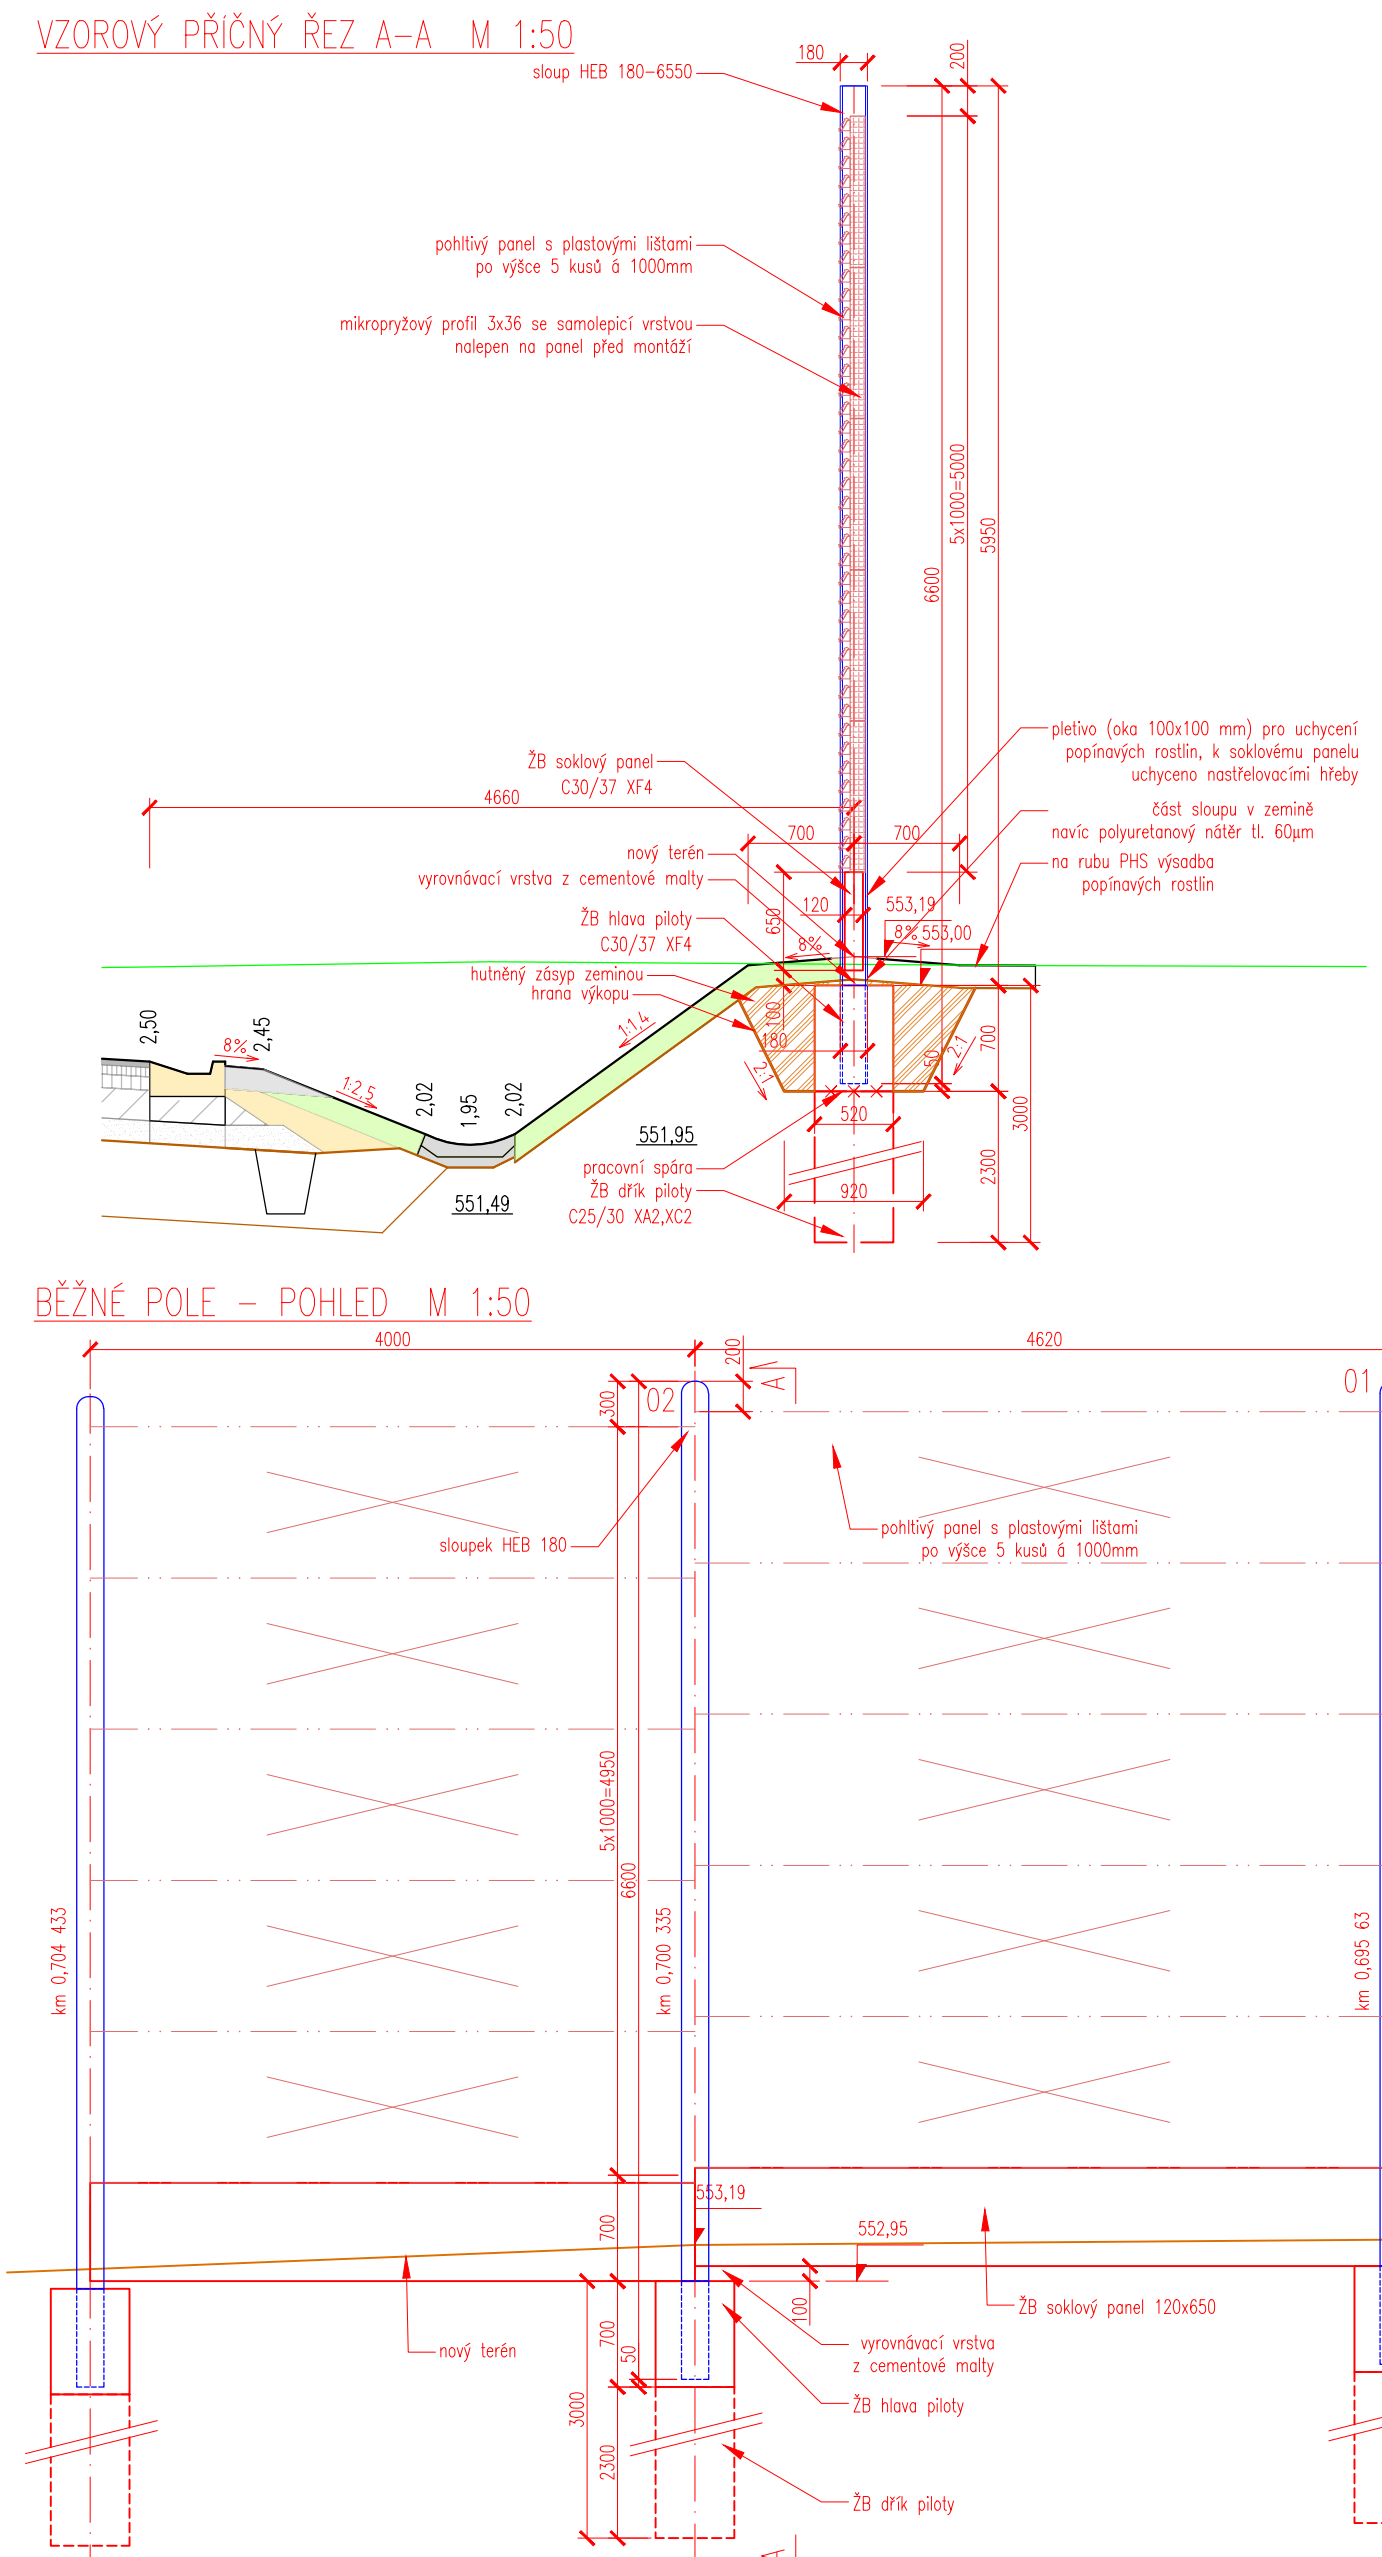 VZOROVÝ PŘÍČNÝ ŘEZ A-A M 1:50
180
200
sloup HEB 180-6550
pohltivý panel s plastovými lištami
po výšce 5 kusů á 1000mm
mikropryžový profil 3x36 se samolepicí vrstvou
nalepen na panel před montáží
5x1000=5000
5950
6600
pletivo (oka 100x100 mm) pro uchycení
popínavých rostlin, k soklovému panelu
uchyceno nastřelovacími hřeby
ŽB soklový panel
C30/37 XF4
4660
část sloupu v zemině
navíc polyuretanový nátěr tl. 60µm
700
700
nový terén
na rubu PHS výsadba
popínavých rostlin
vyrovnávací vrstva z cementové malty
650
120
553,19
ŽB hlava piloty
C30/37 XF4
8%
8%
553,00
hutněný zásyp zeminou
hrana výkopu
100
2,50
2,45
8%
1:1,4
180
2:1
50
2:1
700
1:2,5
2,02
1,95
2,02
520
3000
551,95
pracovní spára
ŽB dřík piloty
C25/30 XA2,XC2
2300
920
551,49
BĚŽNÉ POLE - POHLED M 1:50
4000
4620
200
A
300
02
01
sloupek HEB 180
pohltivý panel s plastovými lištami
po výšce 5 kusů á 1000mm
5x1000=4950
6600
km 0,704 433
km 0,700 335
km 0,695 63
553,19
700
552,95
100
ŽB soklový panel 120x650
nový terén
700
50
vyrovnávací vrstva
z cementové malty
ŽB hlava piloty
3000
2300
ŽB dřík piloty
A